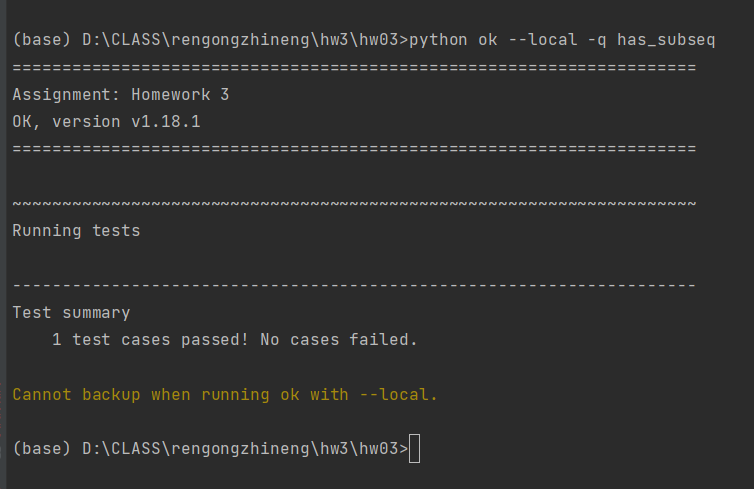 (base) D:\CLASS\rengongzhineng\hw3\hw03>python ok --local -q has_subseq
=====================================================================
Assignment: Homework 3
OK, version v1.18.1
=====================================================================
~~~~~~~~~~~~~~~~~~~~~~~~~~~~~~~~~~~~~~~~~~~~~~~~~~~~~~~~~~~~~~~~~~~~~
Running tests
---------------------------------------------------------------------
Test summary
    1 test cases passed! No cases failed.
Cannot backup when running ok with --local.
(base) D:\CLASS\rengongzhineng\hw3\hw03>